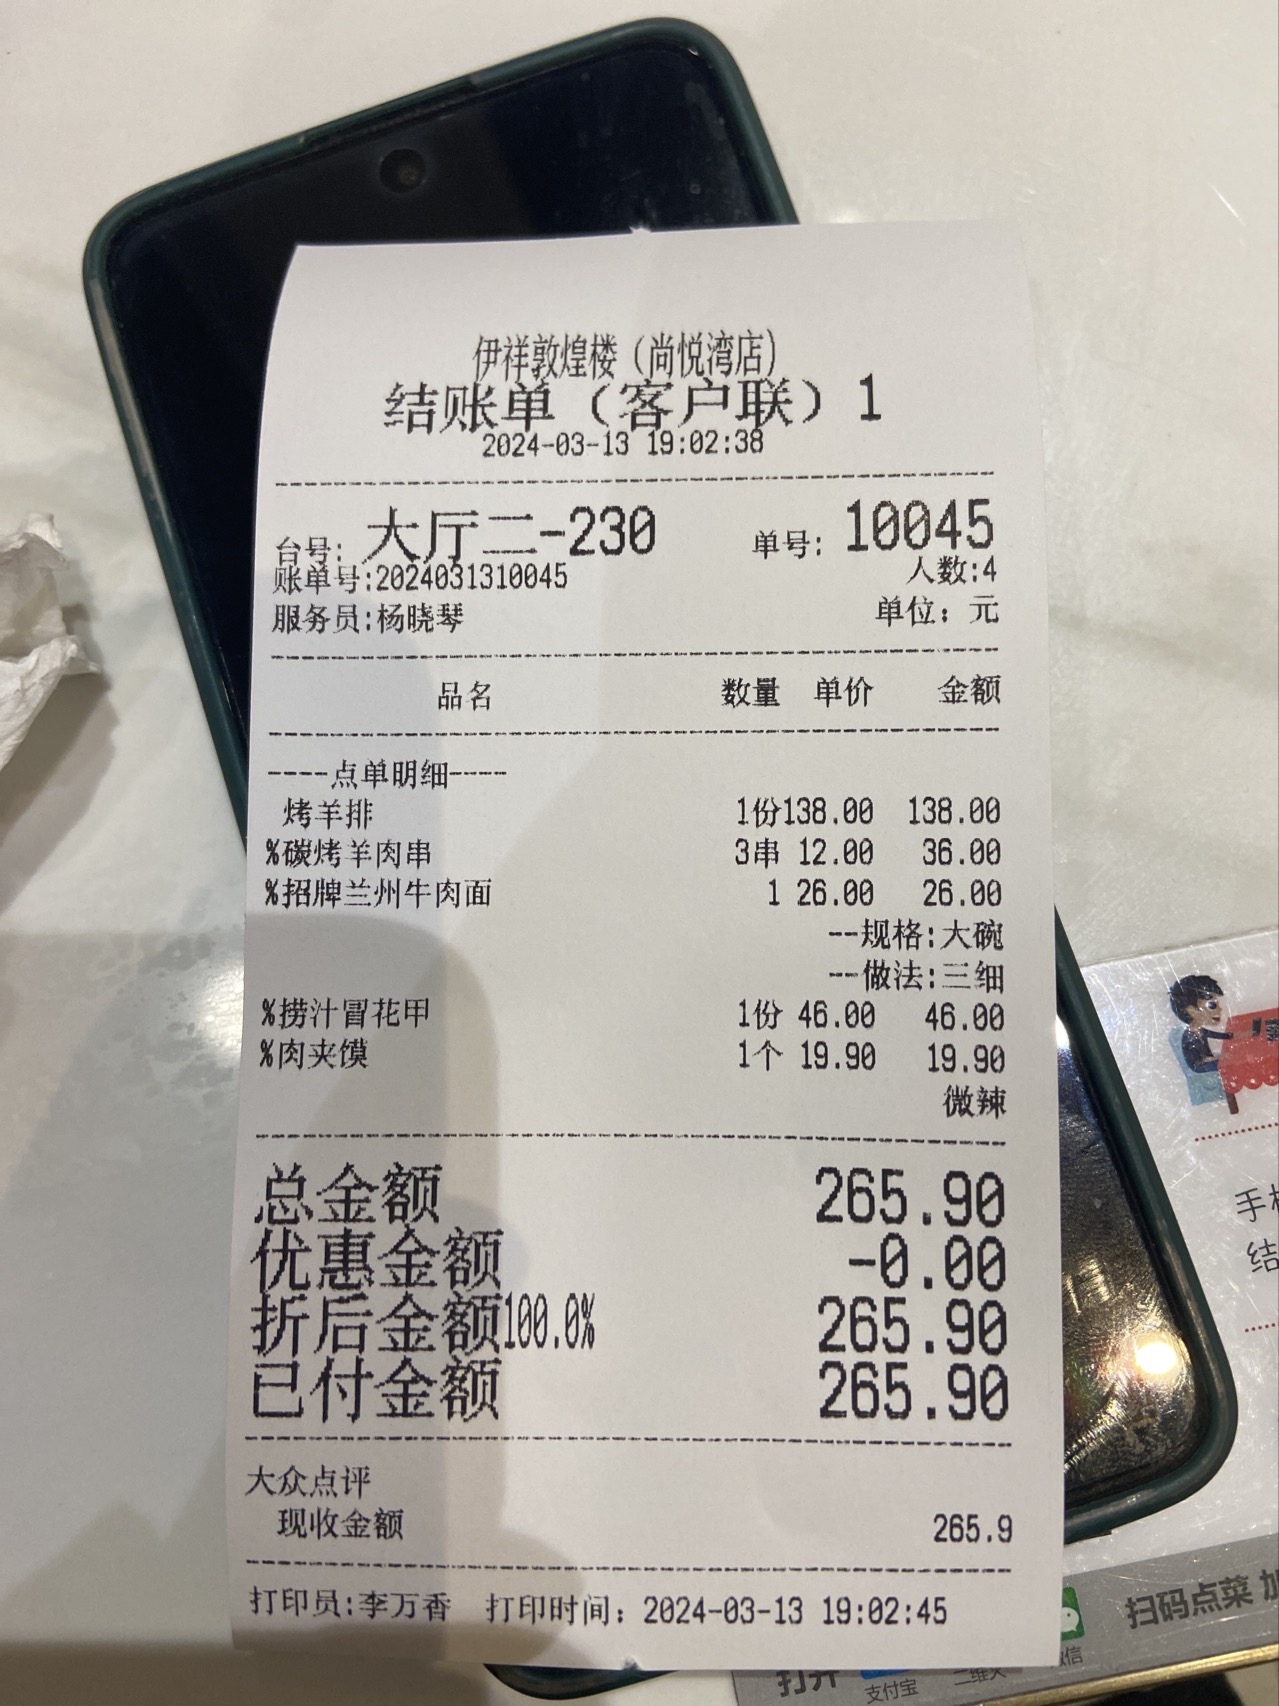 伊祥敦煌楼（尚悦湾店）
结账单（客户联）1
2024-03-13 19:02:38
台号: 大厅二-230 单号: 10045
账单号:2024031310045 人数:4
服务员:杨晓琴 单位：元
品名 数量 单价 金额
----点单明细----
烤羊排 1份138.00 138.00
%碳烤羊肉串 3串 12.00 36.00
%招牌兰州牛肉面 1 26.00 26.00
--规格:大碗
--做法:三细
%捞汁冒花甲 1份 46.00 46.00
%肉夹馍 1个 19.90 19.90
微辣
总金额 265.90
优惠金额 -0.00
折后金额100.0% 265.90
已付金额 265.90
大众点评
现收金额 265.9
打印员:李万香 打印时间：2024-03-13 19:02:45
手
结
扫码点菜
打开
支付宝